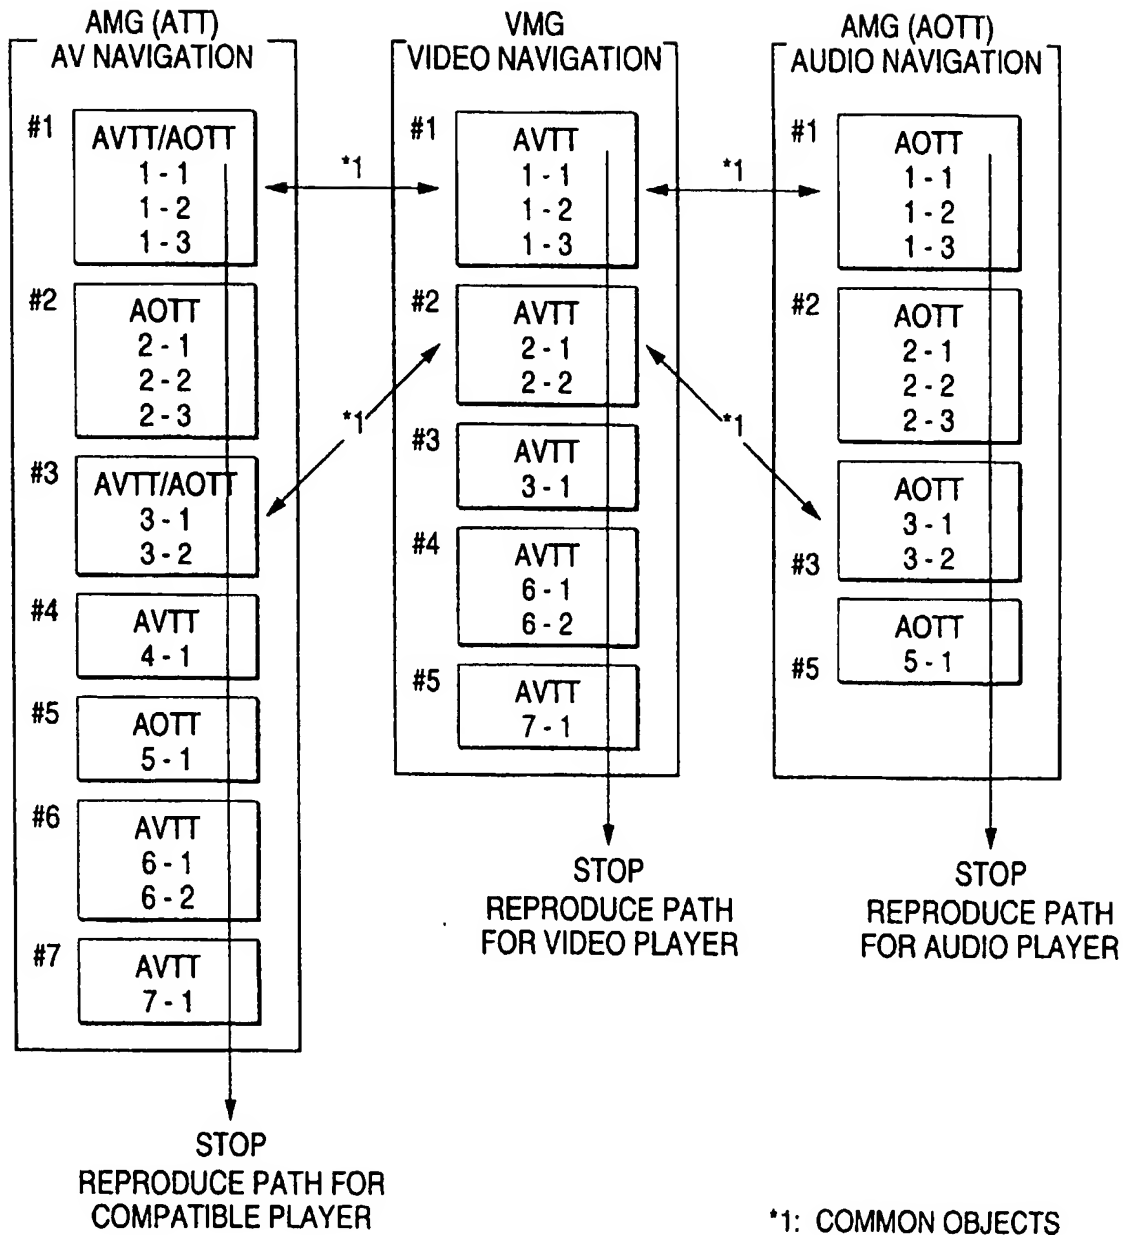 AMG (ATT)
AV NAVIGATION
#1
AVTT/AOTT
1 - 1
1 - 2
1 - 3
#2
AOTT
2 - 1
2 - 2
2 - 3
#3
AVTT/AOTT
3 - 1
3 - 2
#4
AVTT
4 - 1
#5
AOTT
5 - 1
#6
AVTT
6 - 1
6 - 2
#7
AVTT
7 - 1
STOP
REPRODUCE PATH FOR
COMPATIBLE PLAYER
*1
*1
VMG
VIDEO NAVIGATION
#1
AVTT
1 - 1
1 - 2
1 - 3
#2
AVTT
2 - 1
2 - 2
#3
AVTT
3 - 1
#4
AVTT
6 - 1
6 - 2
#5
AVTT
7 - 1
STOP
REPRODUCE PATH
FOR VIDEO PLAYER
*1
*1
AMG (AOTT)
AUDIO NAVIGATION
#1
AOTT
1 - 1
1 - 2
1 - 3
#2
AOTT
2 - 1
2 - 2
2 - 3
AOTT
3 - 1
3 - 2
#3
AOTT
5 - 1
#5
STOP
REPRODUCE PATH
FOR AUDIO PLAYER
*1: COMMON OBJECTS